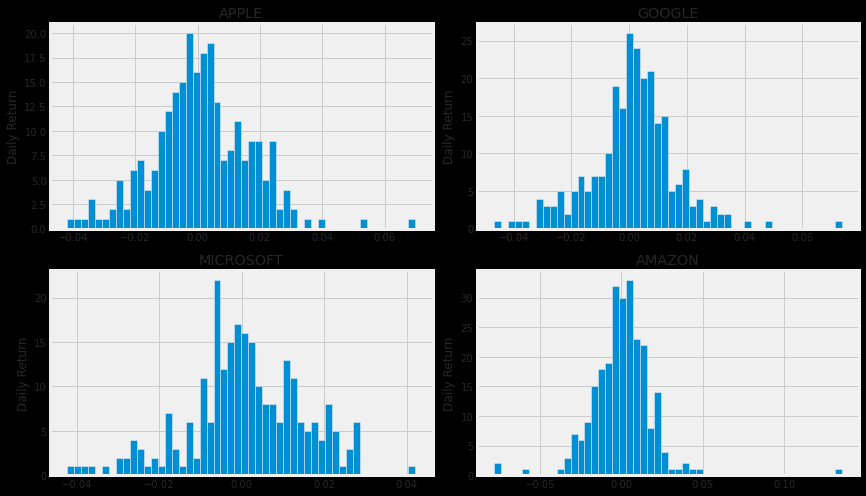 APPLE
Daily Return
20.0
17.5
15.0
12.5
10.0
7.5
5.0
2.5
0.0
−0.04 −0.02 0.00 0.02 0.04 0.06
GOOGLE
Daily Return
25
20
15
10
5
0
−0.04 −0.02 0.00 0.02 0.04 0.06
MICROSOFT
Daily Return
20
15
10
5
0
−0.04 −0.02 0.00 0.02 0.04
AMAZON
Daily Return
30
25
20
15
10
5
0
−0.05 0.00 0.05 0.10